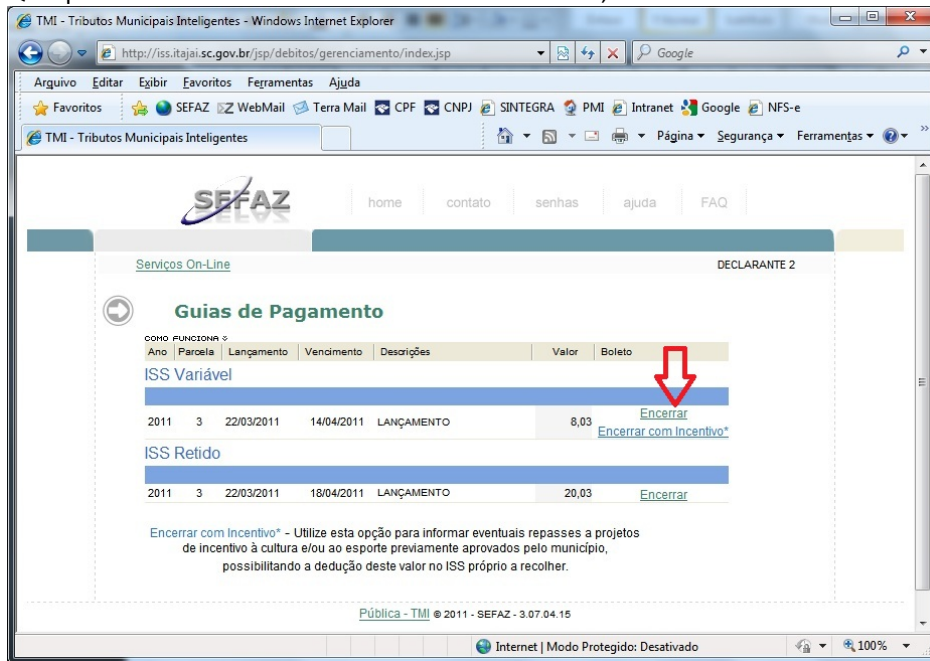 TMI - Tributos Municipais Inteligentes - Windows Internet Explorer
http://iss.itajai.sc.gov.br/jsp/debitos/gerenciamento/index.jsp Google
Arquivo Editar Exibir Favoritos Ferramentas Ajuda
Favoritos SEFAZ WebMail Terra Mail CPF CNPJ SINTEGRA PMI Intranet Google NFS-e
TMI - Tributos Municipais Inteligentes Página Segurança Ferramentas
SEFAZ home contato senhas ajuda FAQ
Serviços On-Line DECLARANTE 2
Guias de Pagamento
COMO FUNCIONA
Ano Parcela Lançamento Vencimento Descrições Valor Boleto
ISS Variável
2011 3 22/03/2011 14/04/2011 LANÇAMENTO 8,03 Encerrar
Encerrar com Incentivo*
ISS Retido
2011 3 22/03/2011 18/04/2011 LANÇAMENTO 20,03 Encerrar
Encerrar com Incentivo* - Utilize esta opção para informar eventuais repasses a projetos
de incentivo à cultura e/ou ao esporte previamente aprovados pelo município,
possibilitando a dedução deste valor no ISS próprio a recolher.
Pública - TMI © 2011 - SEFAZ - 3.07.04.15
Internet | Modo Protegido: Desativado 100%